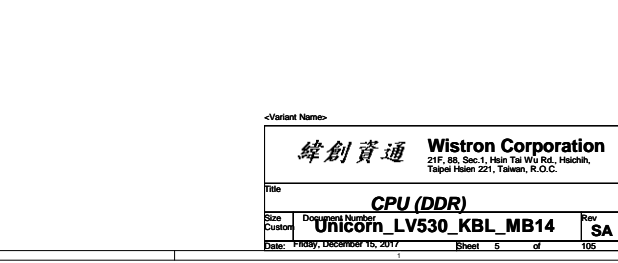 <Variant Name>
緯創資通
Wistron Corporation
21F, 88, Sec.1, Hsin Tai Wu Rd., Hsichih,
Taipei Hsien 221, Taiwan, R.O.C.
Title
CPU (DDR)
Size Document Number Rev
Custom Unicorn_LV530_KBL_MB14 SA
Date: Friday, December 15, 2017 Sheet 5 of 105
1